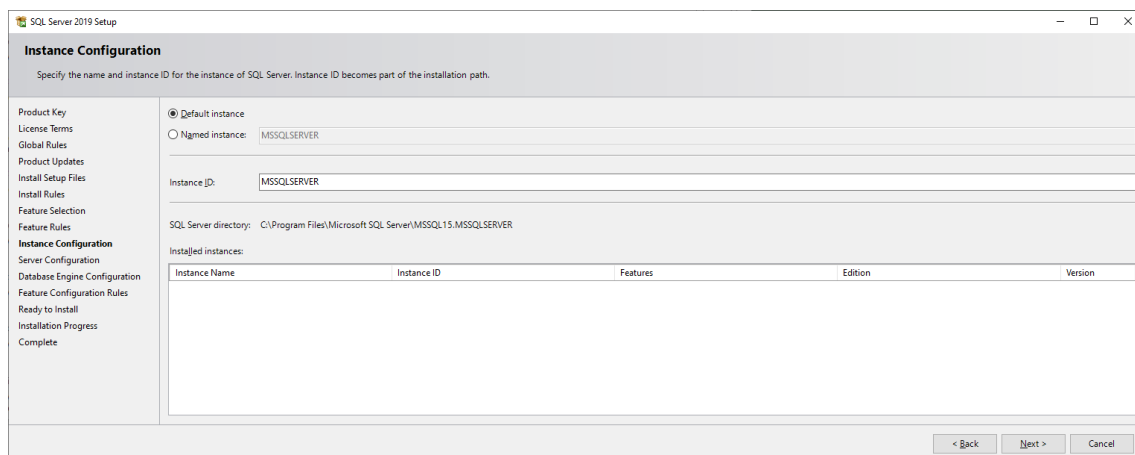 SQL Server 2019 Setup
Instance Configuration
Specify the name and instance ID for the instance of SQL Server. Instance ID becomes part of the installation path.
Product Key
License Terms
Global Rules
Product Updates
Install Setup Files
Install Rules
Feature Selection
Feature Rules
Instance Configuration
Server Configuration
Database Engine Configuration
Feature Configuration Rules
Ready to Install
Installation Progress
Complete
Default instance
Named instance: MSSQLSERVER
Instance ID: MSSQLSERVER
SQL Server directory: C:\Program Files\Microsoft SQL Server\MSSQL15.MSSQLSERVER
Installed instances:
Instance Name Instance ID Features Edition Version
< Back Next > Cancel